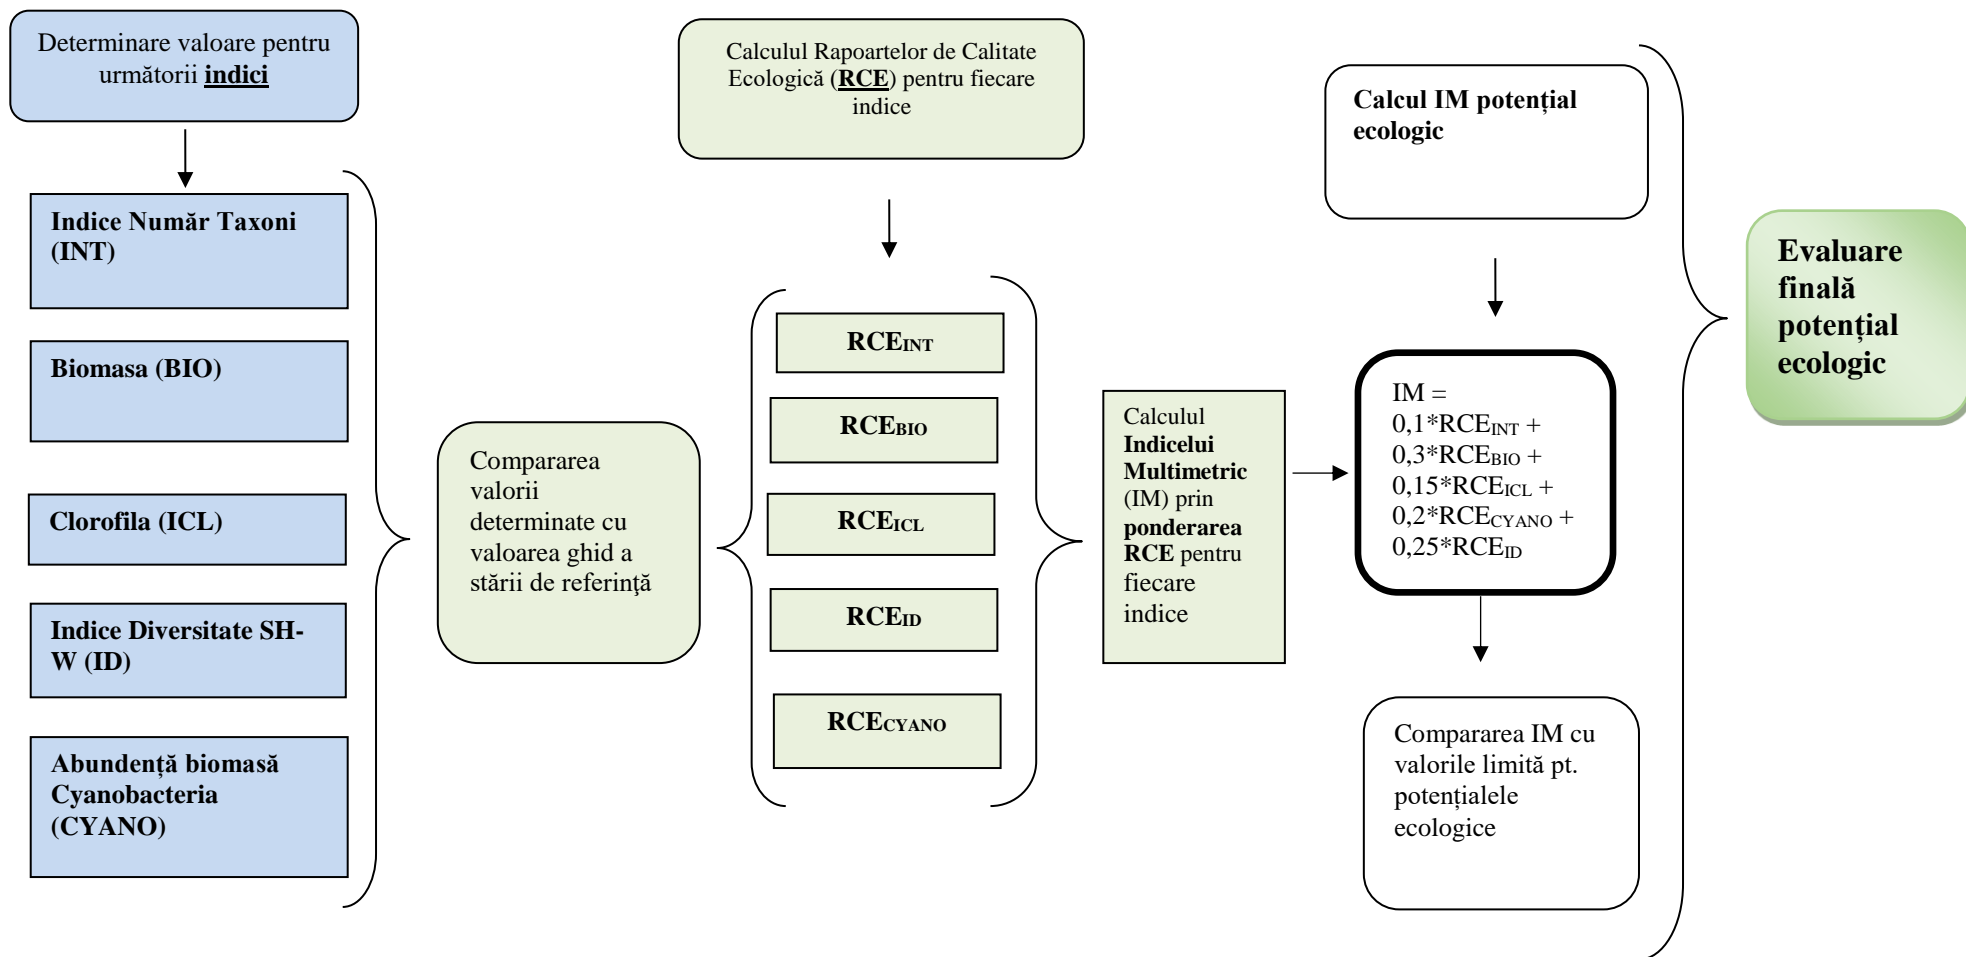 Determinare valoare pentru
următorii indici
Indice Număr Taxoni
(INT)
Biomasa (BIO)
Clorofila (ICL)
Indice Diversitate SH-
W (ID)
Abundență biomasă
Cyanobacteria
(CYANO)
Compararea
valorii
determinate cu
valoarea ghid a
stării de referinţă
Calculul Rapoartelor de Calitate
Ecologică (RCE) pentru fiecare
indice
RCEINT
RCEBIO
RCEICL
RCEID
RCECYANO
Calculul
Indicelui
Multimetric
(IM) prin
ponderarea
RCE pentru
fiecare
indice
Calcul IM potențial
ecologic
IM =
0,1*RCEINT +
0,3*RCEBIO +
0,15*RCEICL +
0,2*RCECYANO +
0,25*RCEID
Compararea IM cu
valorile limită pt.
potențialele
ecologice
Evaluare
finală
potențial
ecologic